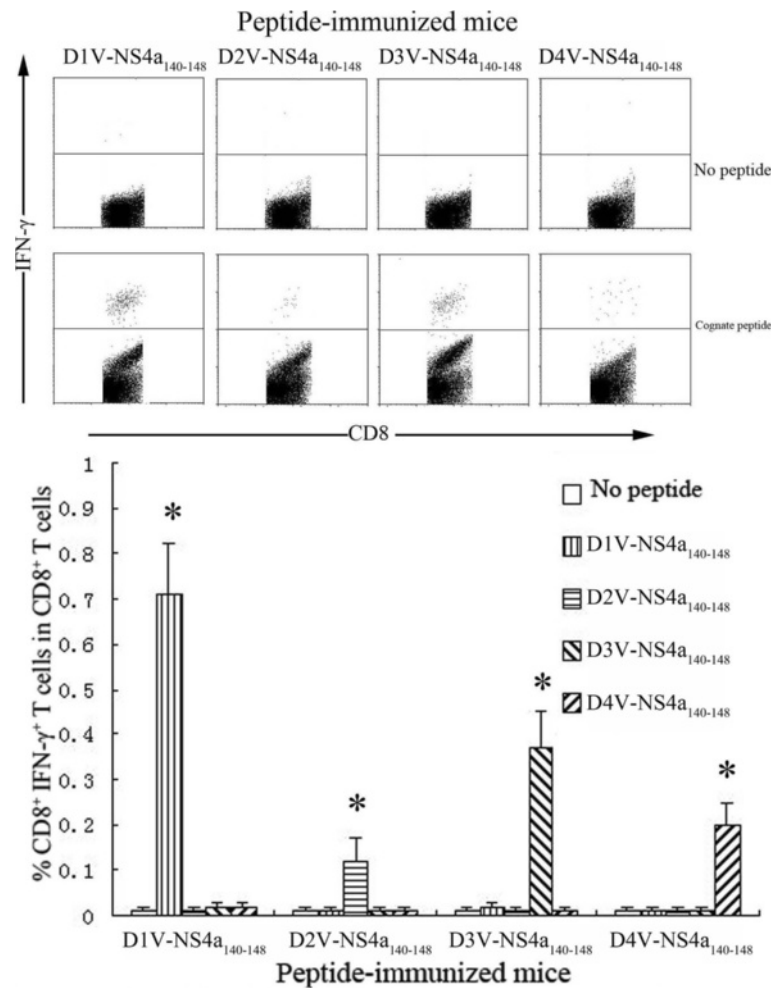 Peptide-immunized mice
D1V-NS4a140-148 D2V-NS4a140-148 D3V-NS4a140-148 D4V-NS4a140-148
No peptide
IFN-γ
Cognate peptide
CD8
1
0.9
0.8
0.7
0.6
0.5
0.4
0.3
0.2
0.1
0
% CD8+ IFN-γ+ T cells in CD8+ T cells
* * * *
No peptide
D1V-NS4a140-148
D2V-NS4a140-148
D3V-NS4a140-148
D4V-NS4a140-148
D1V-NS4a140-148 D2V-NS4a140-148 D3V-NS4a140-148 D4V-NS4a140-148
Peptide-immunized mice